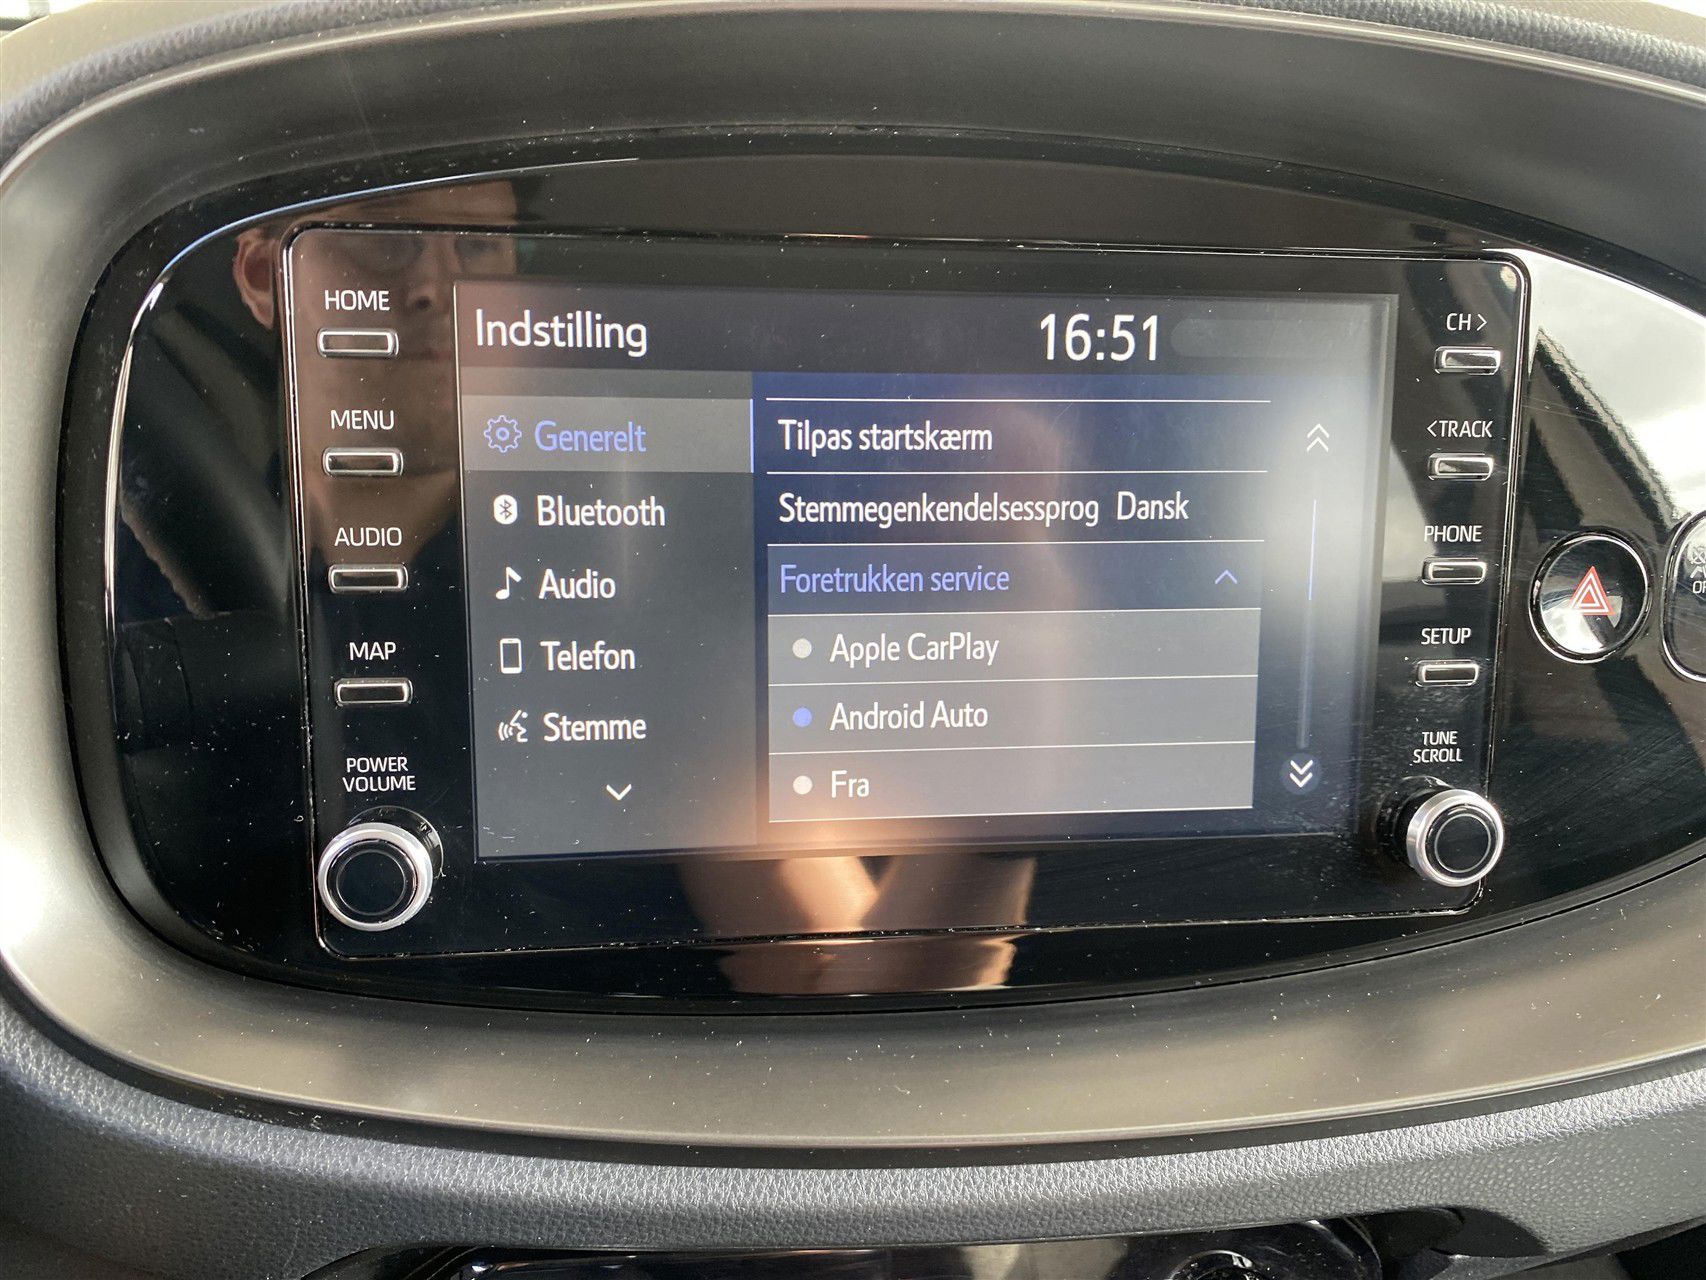 HOME
MENU
AUDIO
MAP
POWER
VOLUME
Indstilling
16:51
Generelt
Bluetooth
Audio
Telefon
Stemme
Tilpas startskærm
Stemmegenkendelsessprog Dansk
Foretrukken service
Apple CarPlay
Android Auto
Fra
CH >
< TRACK
PHONE
SETUP
TUNE
SCROLL